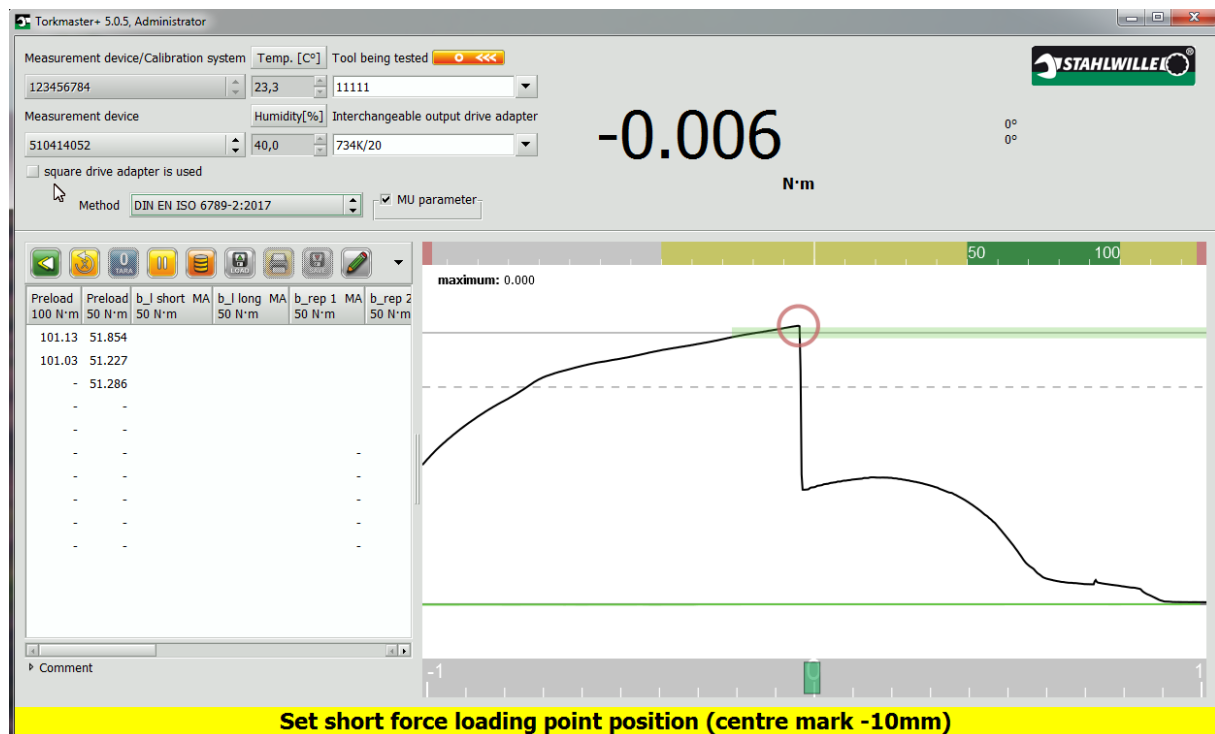 Torkmaster+ 5.0.5, Administrator
Measurement device/Calibration system Temp. [C°] Tool being tested <<<
123456784 23,3 11111
Measurement device Humidity[%] Interchangeable output drive adapter
510414052 40,0 734K/20
square drive adapter is used
Method DIN EN ISO 6789-2:2017 MU parameter
-0.006
N·m
0°
0°
STAHLWILLE®
0
TARA
LOAD
SAVE
Preload Preload b_l short MA b_l long MA b_rep 1 MA b_rep 2
100 N·m 50 N·m 50 N·m 50 N·m 50 N·m 50 N·m
101.13 51.854
101.03 51.227
- 51.286
- -
- -
- - -
- - -
- - -
- - -
- - -
Comment
50 100
maximum: 0.000
-1 0 1
Set short force loading point position (centre mark -10mm)